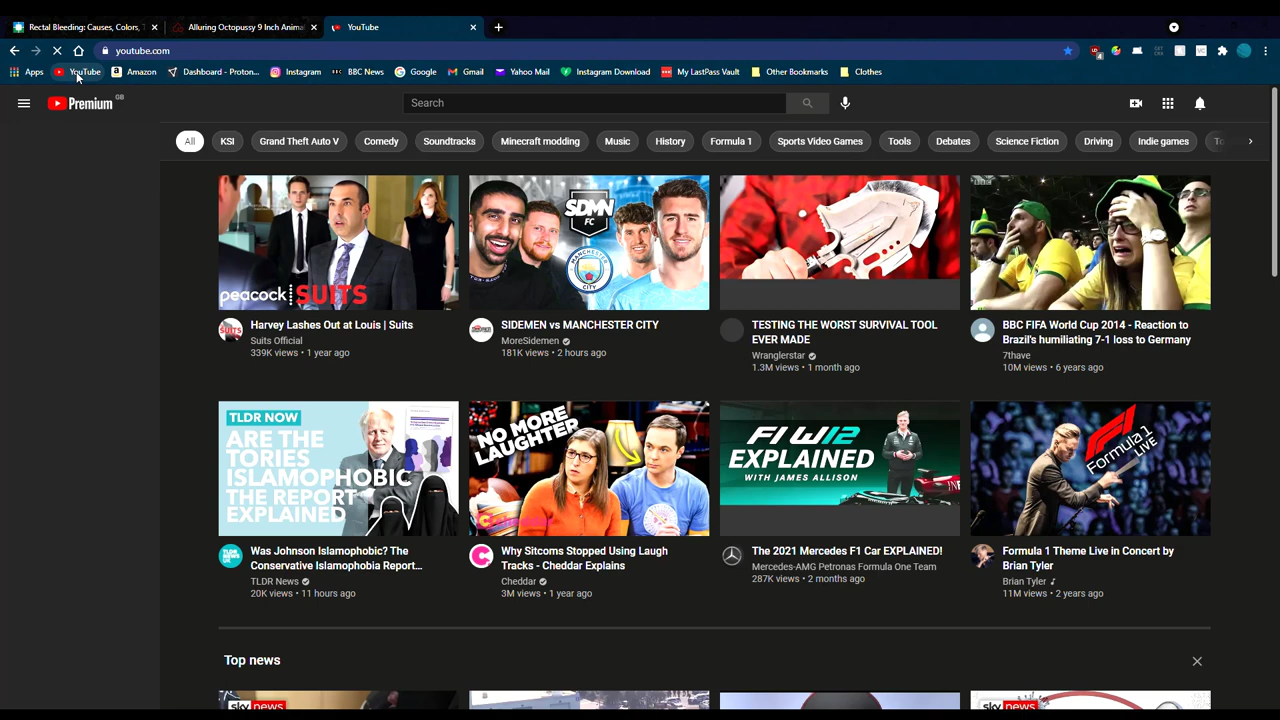 Rectal Bleeding: Causes, Colors, T
Alluring Octopussy 9 Inch Animal
YouTube
youtube.com
Apps
YouTube
Amazon
Dashboard - Proton...
Instagram
BBC News
Google
Gmail
Yahoo Mail
Instagram Download
My LastPass Vault
Other Bookmarks
Clothes
Premium GB
Search
All
KSI
Grand Theft Auto V
Comedy
Soundtracks
Minecraft modding
Music
History
Formula 1
Sports Video Games
Tools
Debates
Science Fiction
Driving
Indie games
peacock SUITS
SDMN
FC
MANCHESTER
CITY
BBC
SUITS
Harvey Lashes Out at Louis | Suits
Suits Official
339K views • 1 year ago
SIDEMEN vs MANCHESTER CITY
MoreSidemen
181K views • 2 hours ago
TESTING THE WORST SURVIVAL TOOL
EVER MADE
Wranglerstar
1.3M views • 1 month ago
BBC FIFA World Cup 2014 - Reaction to
Brazil's humiliating 7-1 loss to Germany
7thave
10M views • 6 years ago
TLDR NOW
ARE THE
TORIES
ISLAMOPHOBIC
THE REPORT
EXPLAINED
NO MORE
LAUGHTER
F1 W12
EXPLAINED
WITH JAMES ALLISON
Formula 1
LIVE
TLDR
NEWS
UK
Was Johnson Islamophobic? The
Conservative Islamophobia Report...
TLDR News
20K views • 11 hours ago
Why Sitcoms Stopped Using Laugh
Tracks - Cheddar Explains
Cheddar
3M views • 1 year ago
The 2021 Mercedes F1 Car EXPLAINED!
Mercedes-AMG Petronas Formula One Team
287K views • 2 months ago
Formula 1 Theme Live in Concert by
Brian Tyler
Brian Tyler
11M views • 2 years ago
Top news
sky news
sky news